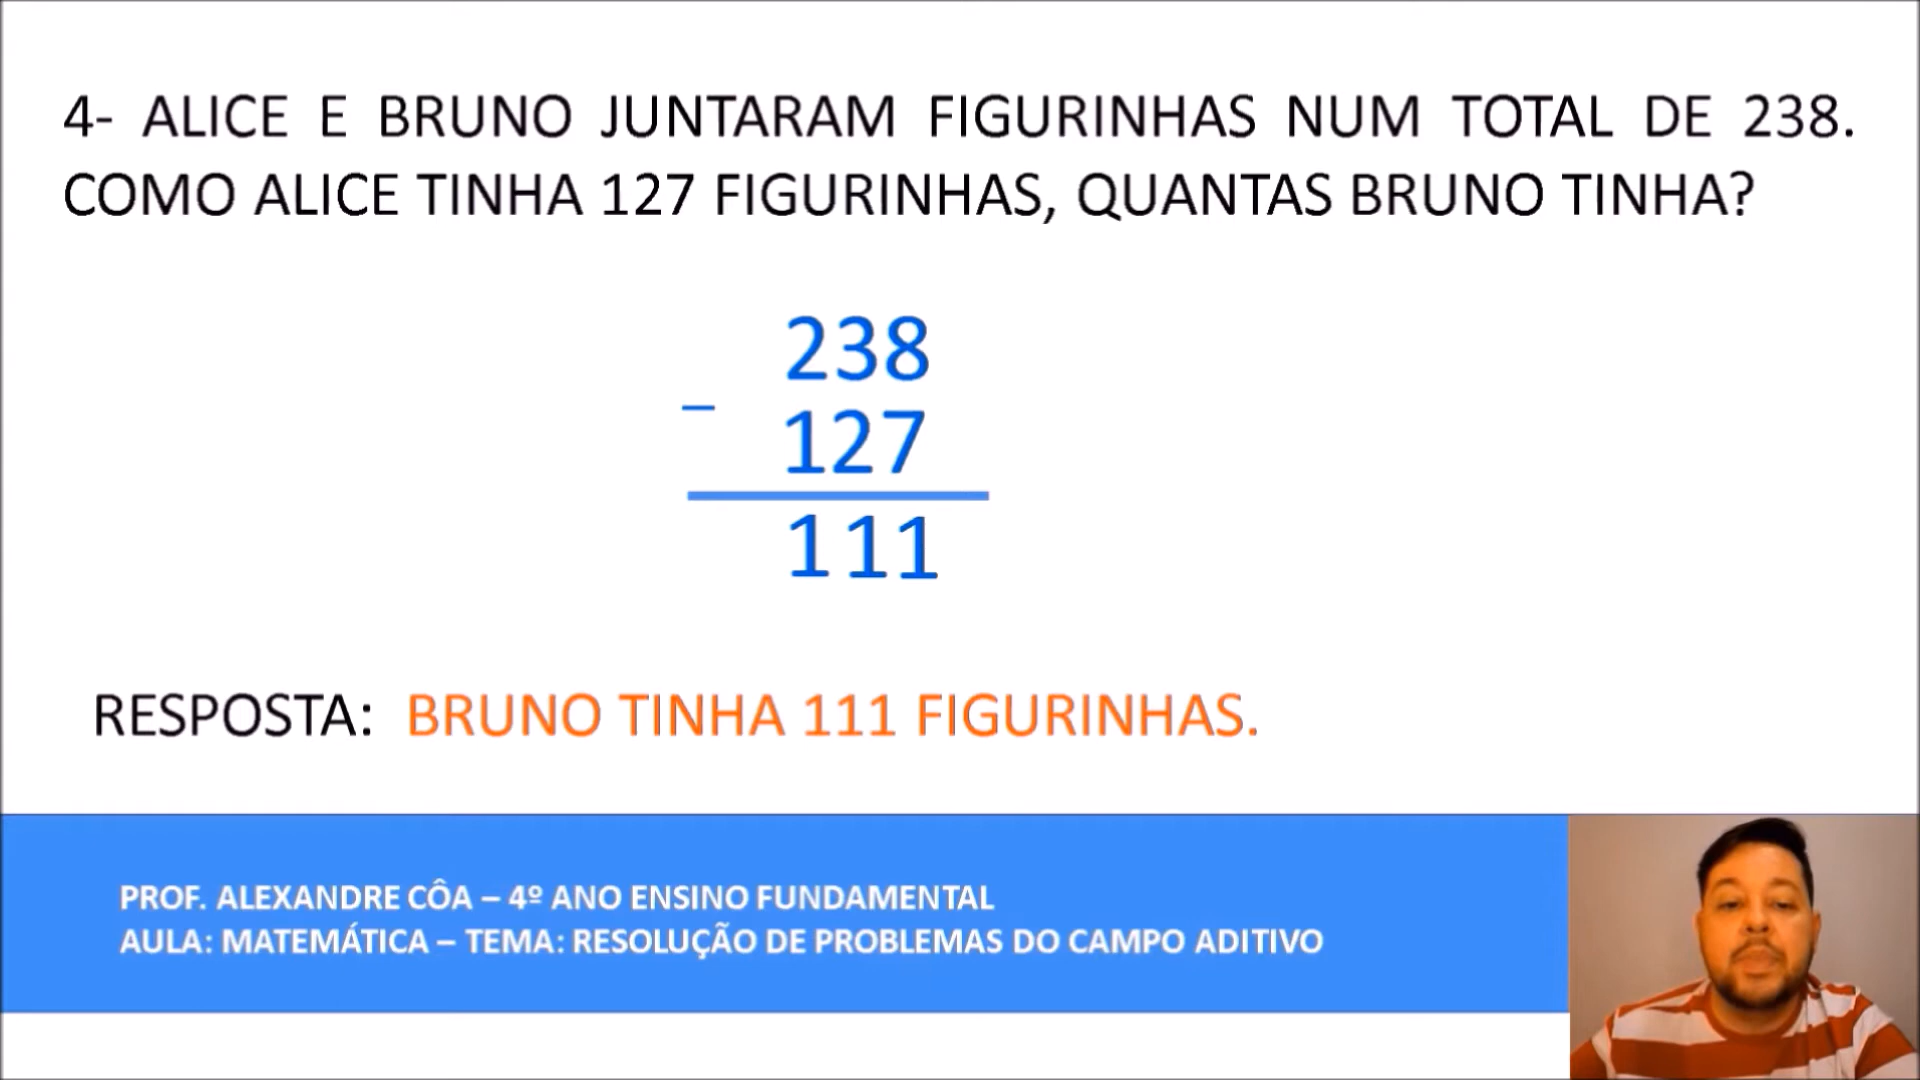 4- ALICE E BRUNO JUNTARAM FIGURINHAS NUM TOTAL DE 238.
COMO ALICE TINHA 127 FIGURINHAS, QUANTAS BRUNO TINHA?
238
–
127
111
RESPOSTA: BRUNO TINHA 111 FIGURINHAS.
PROF. ALEXANDRE CÔA – 4º ANO ENSINO FUNDAMENTAL
AULA: MATEMÁTICA – TEMA: RESOLUÇÃO DE PROBLEMAS DO CAMPO ADITIVO